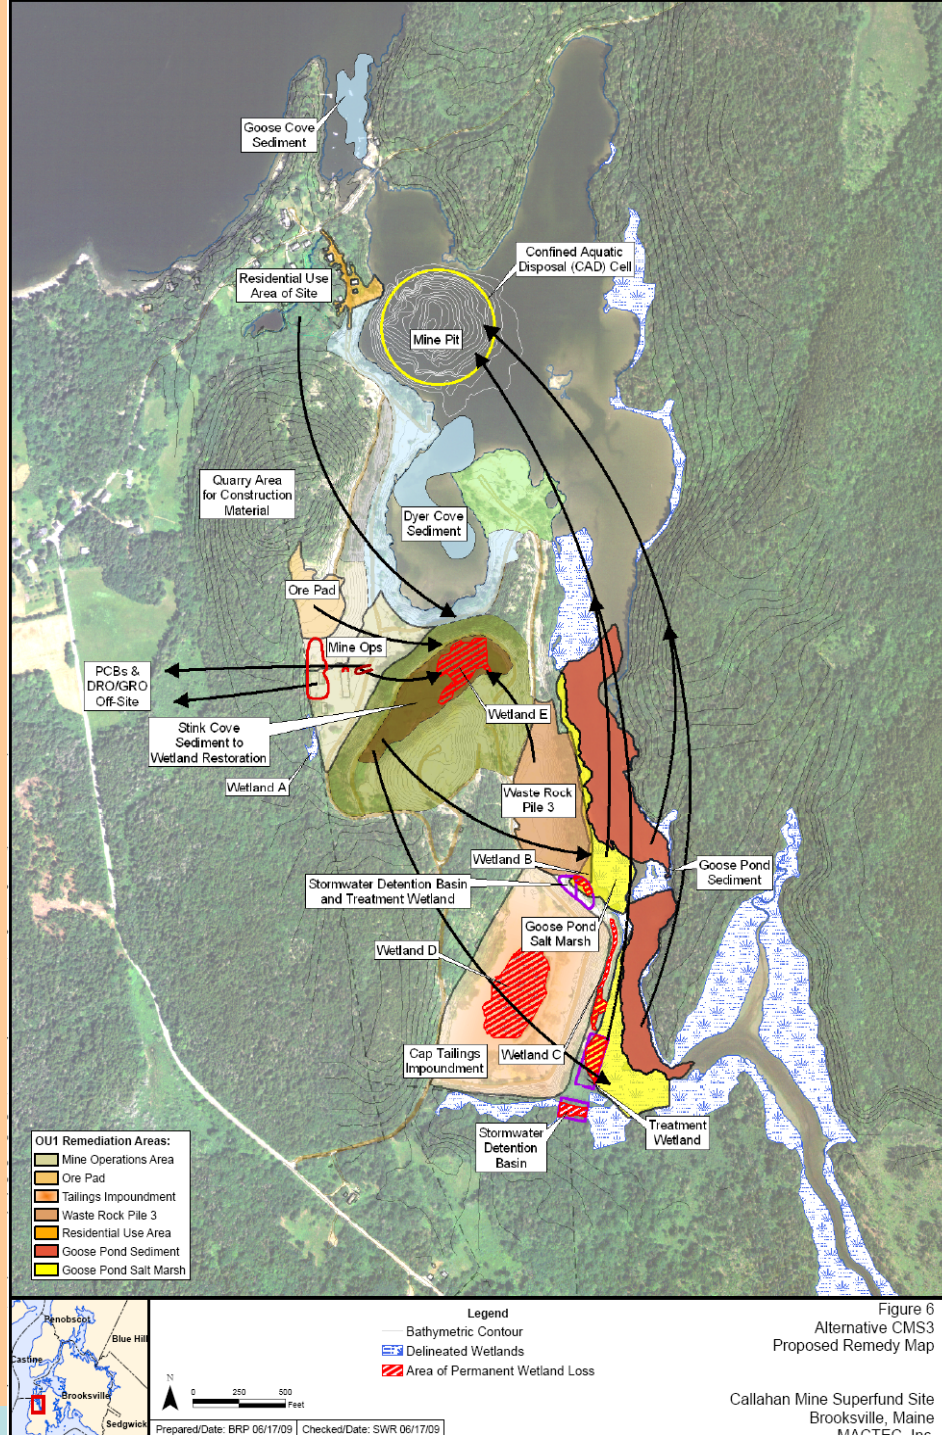 Goose Cove
Sediment
Confined Aquatic
Disposal (CAD) Cell
Residential Use
Area of Site
Mine Pit
Quarry Area
for Construction
Material
Dyer Cove
Sediment
Ore Pad
Mine Ops
PCBs &
DRO/GRO
Off-Site
Wetland E
Stink Cove
Sediment to
Wetland Restoration
Wetland A
Waste Rock
Pile 3
Wetland B
Goose Pond
Sediment
Stormwater Detention Basin
and Treatment Wetland
Goose Pond
Salt Marsh
Wetland D
Cap Tailings
Impoundment
Wetland C
Treatment
Wetland
Stormwater
Detention
Basin
OU1 Remediation Areas:
Mine Operations Area
Ore Pad
Tailings Impoundment
Waste Rock Pile 3
Residential Use Area
Goose Pond Sediment
Goose Pond Salt Marsh
Penobscot
Blue Hill
Castine
Brooksville
Sedgwick
N
0 250 500
Feet
Prepared/Date: BRP 06/17/09 Checked/Date: SWR 06/17/09
Legend
Bathymetric Contour
Delineated Wetlands
Area of Permanent Wetland Loss
Figure 6
Alternative CMS3
Proposed Remedy Map
Callahan Mine Superfund Site
Brooksville, Maine
MACTEC, Inc.